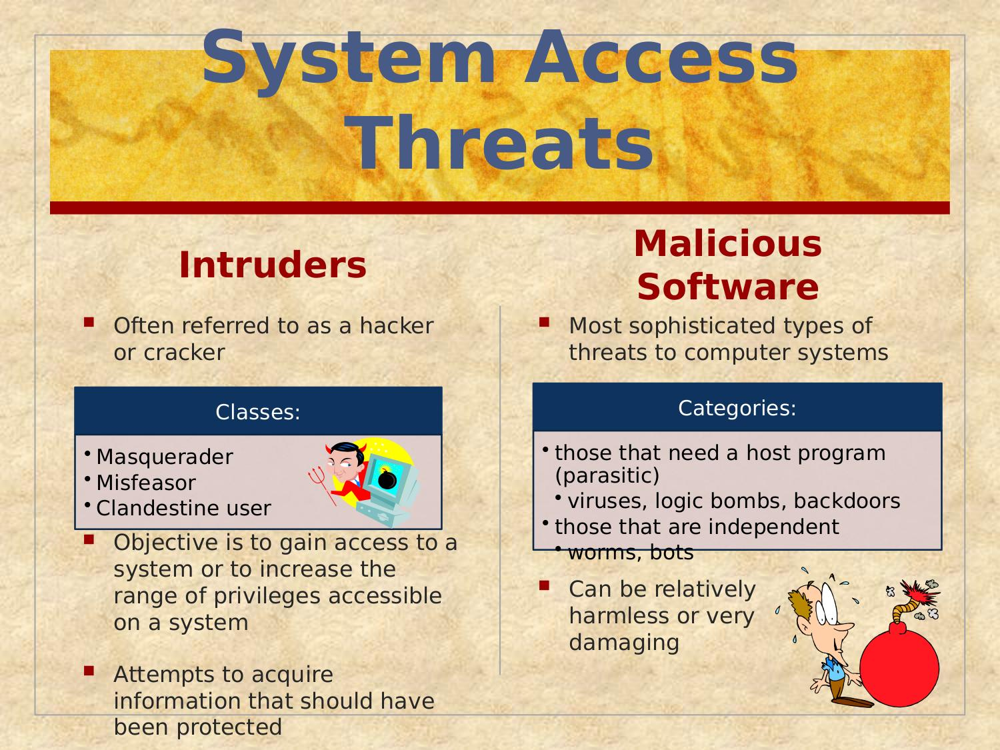 System Access
Threats
Intruders
Often referred to as a hacker
or cracker
Classes:
• Masquerader
• Misfeasor
• Clandestine user
Objective is to gain access to a
system or to increase the
range of privileges accessible
on a system
Attempts to acquire
information that should have
been protected
Malicious
Software
Most sophisticated types of
threats to computer systems
Categories:
• those that need a host program
(parasitic)
• viruses, logic bombs, backdoors
• those that are independent
• worms, bots
Can be relatively
harmless or very
damaging